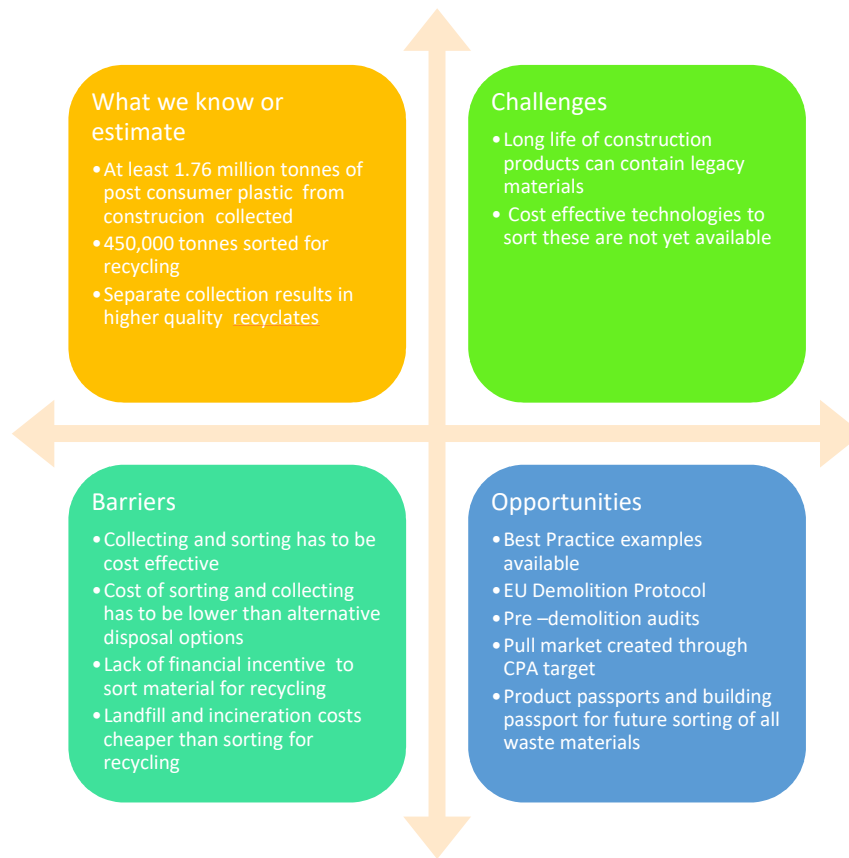 What we know or
estimate
•At least 1.76 million tonnes of
post consumer plastic from
construcion collected
•450,000 tonnes sorted for
recycling
•Separate collection results in
higher quality recyclates
Challenges
•Long life of construction
products can contain legacy
materials
• Cost effective technologies to
sort these are not yet available
Barriers
•Collecting and sorting has to be
cost effective
•Cost of sorting and collecting
has to be lower than alternative
disposal options
•Lack of financial incentive to
sort material for recycling
•Landfill and incineration costs
cheaper than sorting for
recycling
Opportunities
•Best Practice examples
available
•EU Demolition Protocol
•Pre –demolition audits
•Pull market created through
CPA target
•Product passports and building
passport for future sorting of all
waste materials